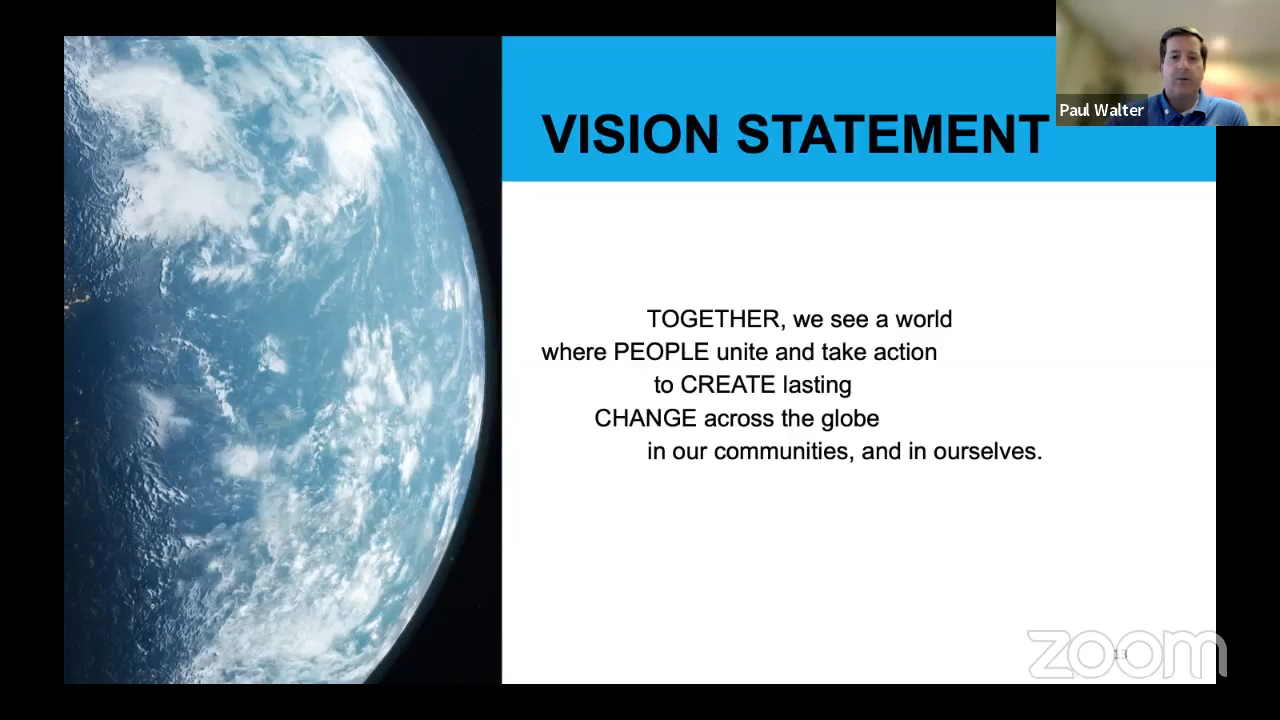 Paul Walter
VISION STATEMENT
TOGETHER, we see a world
where PEOPLE unite and take action
to CREATE lasting
CHANGE across the globe
in our communities, and in ourselves.
13
zoom